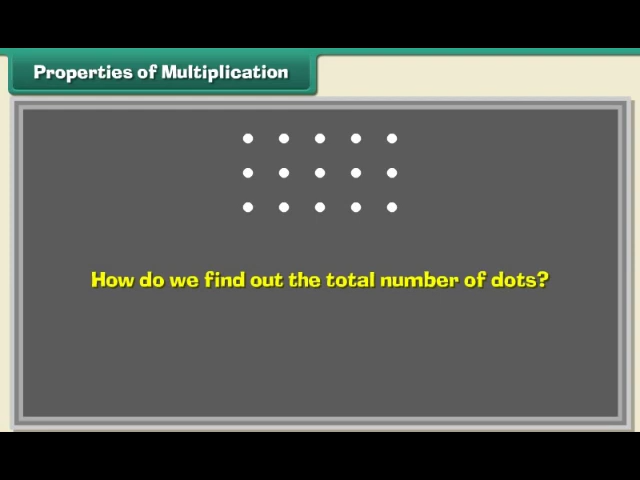 Properties of Multiplication
How do we find out the total number of dots?